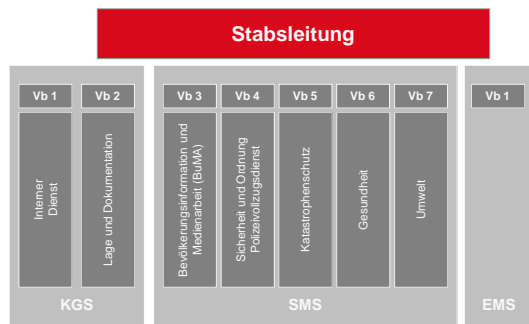 Stabsleitung
Vb 1
Vb 2
Vb 3
Vb 4
Vb 5
Vb 6
Vb 7
Vb 1
Interner
Dienst
Lage und Dokumentation
Bevölkerungsinformation und
Medienarbeit (BuMA)
Sicherheit und Ordnung
Polizeivollzugsdienst
Katastrophenschutz
Gesundheit
Umwelt
KGS
SMS
EMS